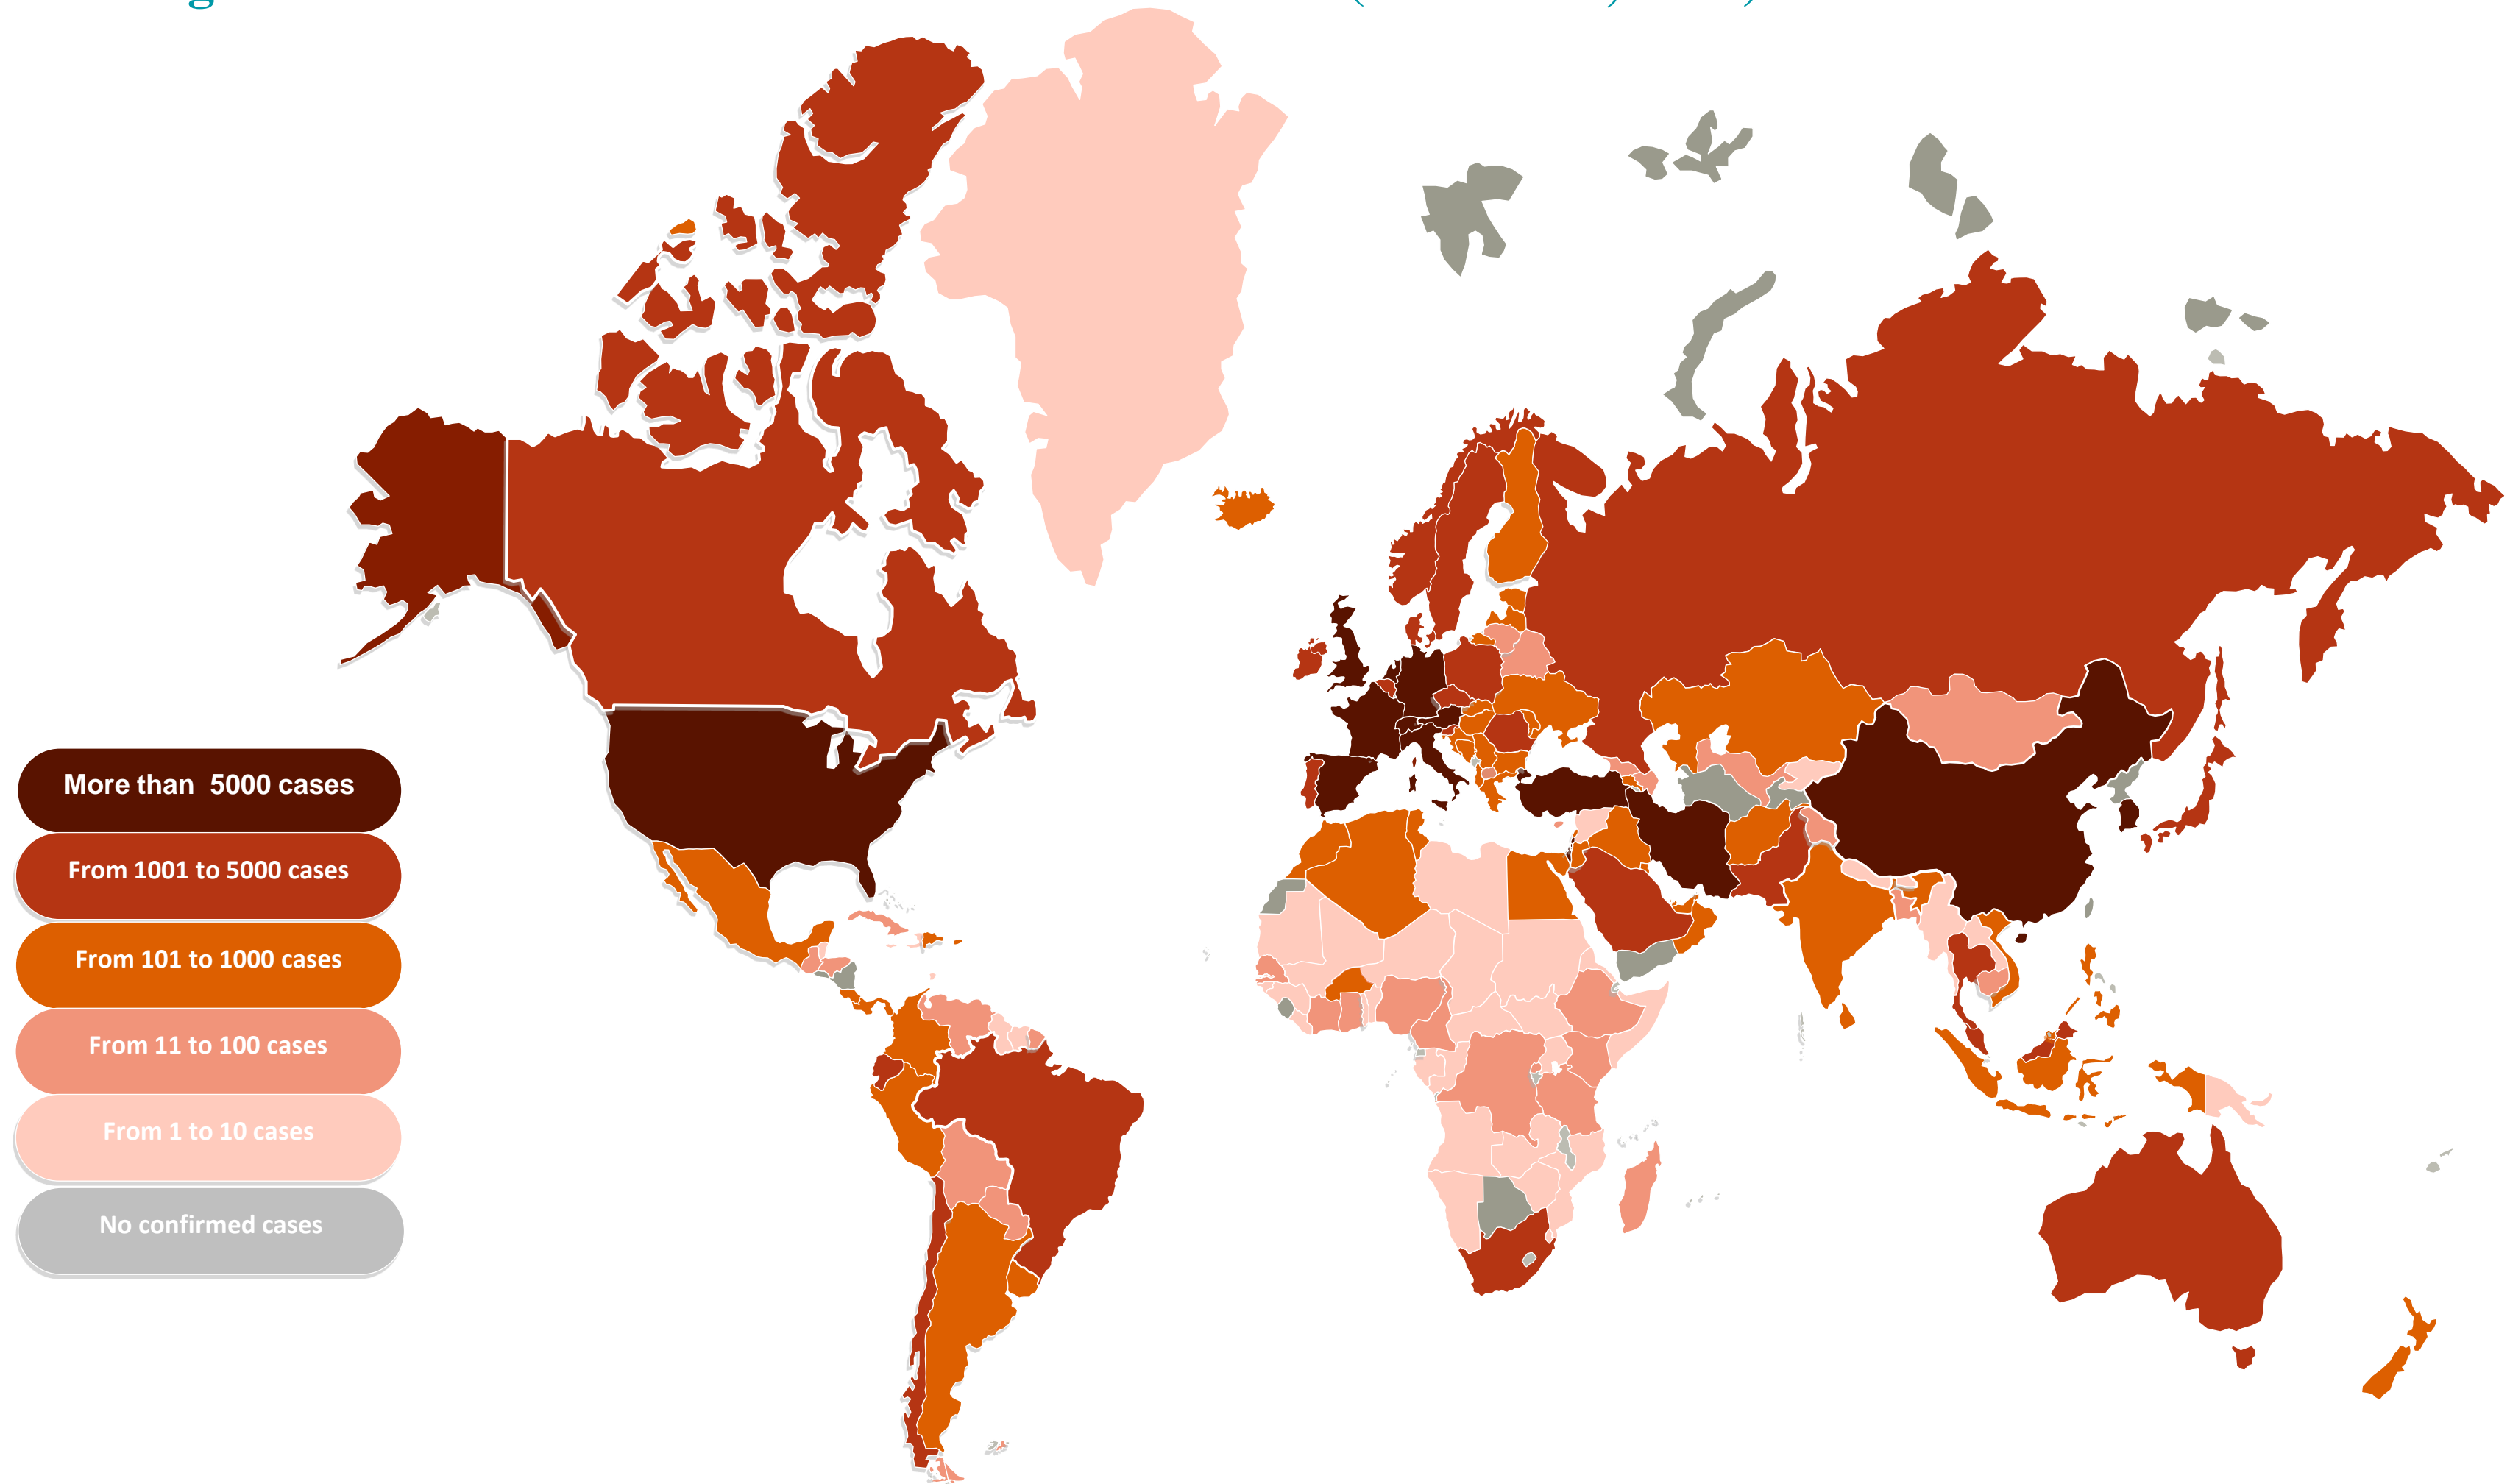 More than  5000 cases
From 1001 to 5000 cases
From 101 to 1000 cases
From 11 to 100 cases
From 1 to 10 cases
No confirmed cases